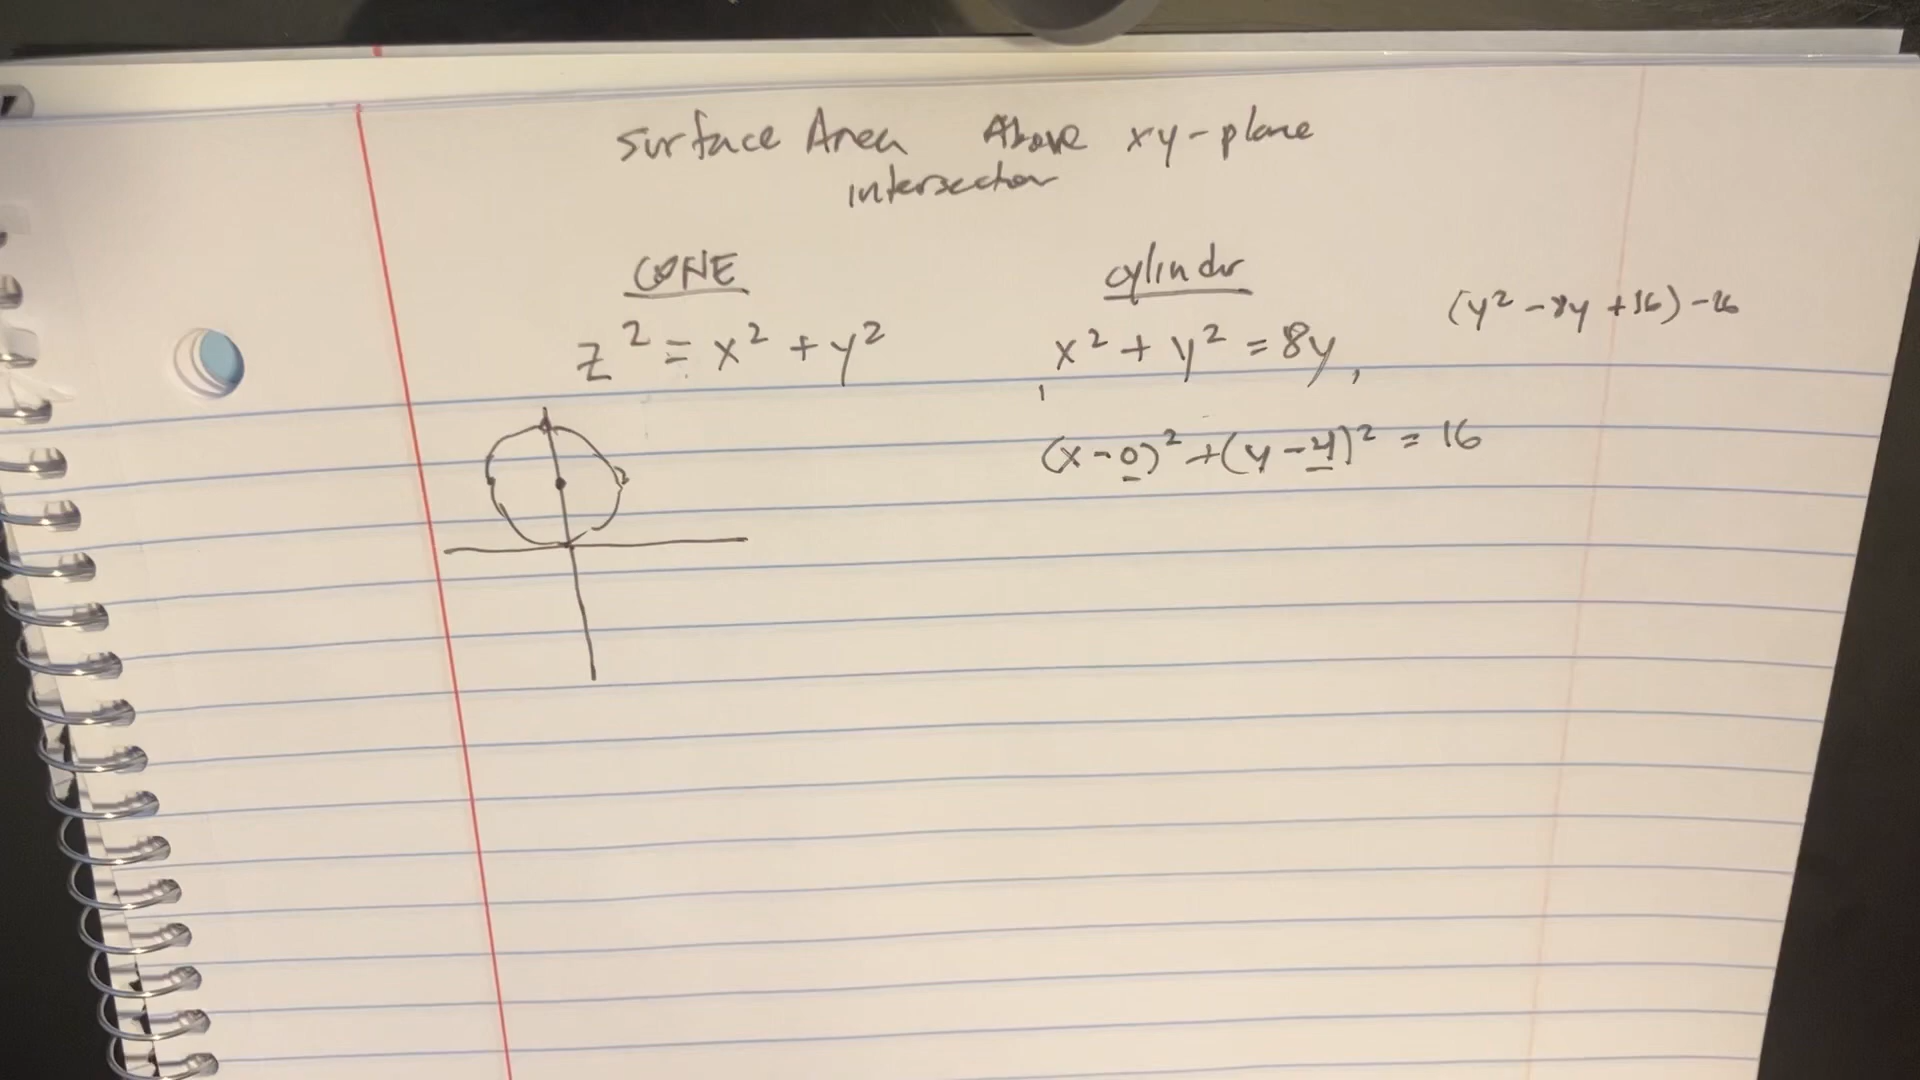 Surface Area Above xy-plane
intersection
CONE cylinder
z² = x² + y² x² + y² = 8y, (y² - 8y + 16) - 16
(x - 0)² + (y - 4)² = 16